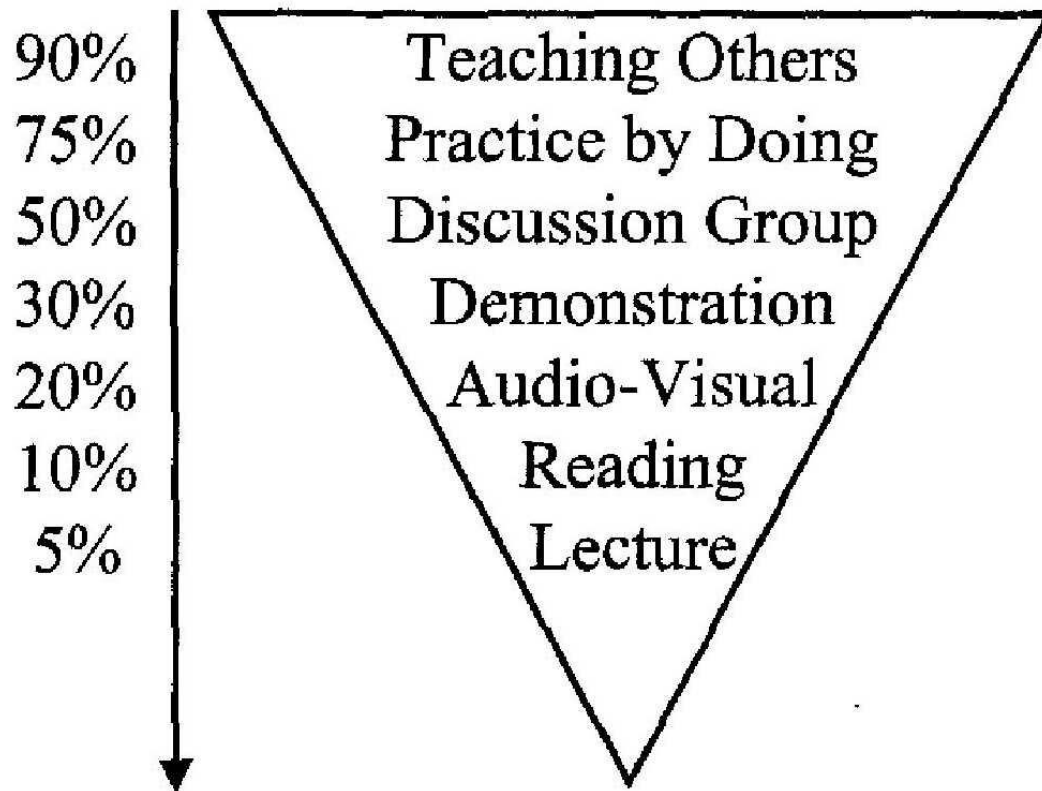 90% Teaching Others
75% Practice by Doing
50% Discussion Group
30% Demonstration
20% Audio-Visual
10% Reading
5% Lecture